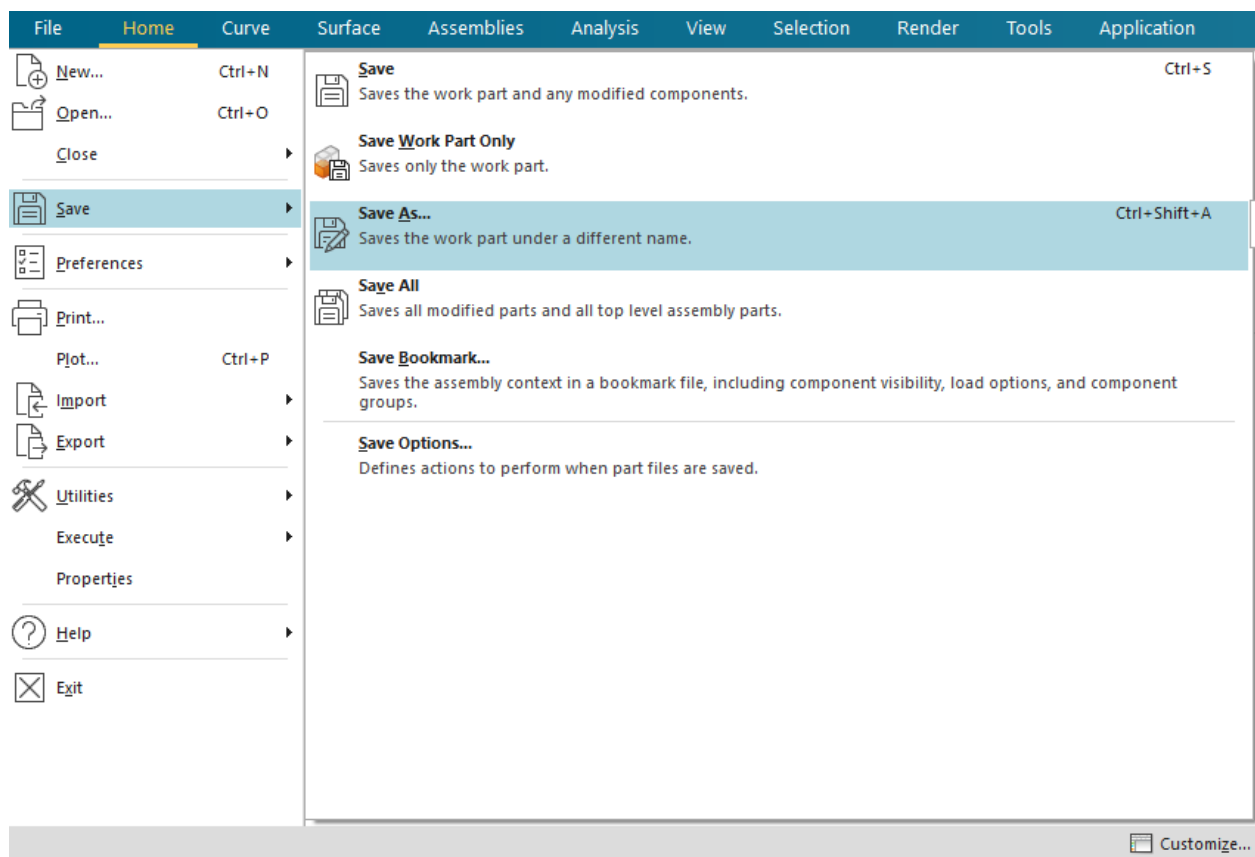 File Home Curve Surface Assemblies Analysis View Selection Render Tools Application
New... Ctrl+N
Open... Ctrl+O
Close
Save
Preferences
Print...
Plot... Ctrl+P
Import
Export
Utilities
Execute
Properties
Help
Exit
Save Ctrl+S
Saves the work part and any modified components.
Save Work Part Only
Saves only the work part.
Save As... Ctrl+Shift+A
Saves the work part under a different name.
Save All
Saves all modified parts and all top level assembly parts.
Save Bookmark...
Saves the assembly context in a bookmark file, including component visibility, load options, and component
groups.
Save Options...
Defines actions to perform when part files are saved.
Customize...